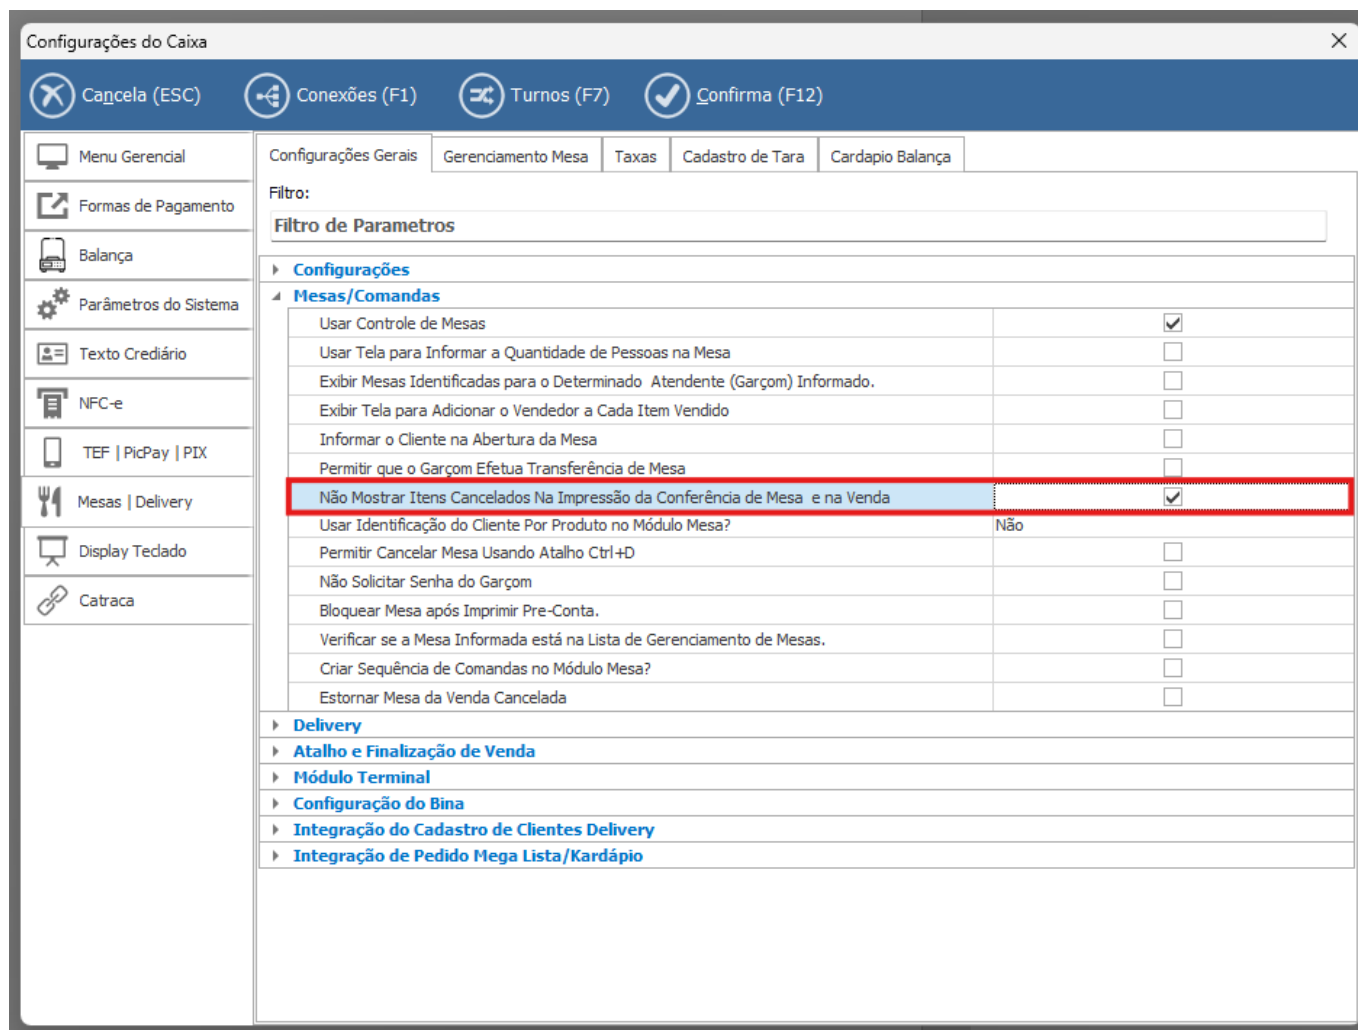 Configurações do Caixa
Cancela (ESC) Conexões (F1) Turnos (F7) Confirma (F12)
Menu Gerencial
Formas de Pagamento
Balança
Parâmetros do Sistema
Texto Crediário
NFC-e
TEF | PicPay | PIX
Mesas | Delivery
Display Teclado
Catraca
Configurações Gerais Gerenciamento Mesa Taxas Cadastro de Tara Cardapio Balança
Filtro:
Filtro de Parametros
Configurações
Mesas/Comandas
Usar Controle de Mesas
Usar Tela para Informar a Quantidade de Pessoas na Mesa
Exibir Mesas Identificadas para o Determinado Atendente (Garçom) Informado.
Exibir Tela para Adicionar o Vendedor a Cada Item Vendido
Informar o Cliente na Abertura da Mesa
Permitir que o Garçom Efetua Transferência de Mesa
Não Mostrar Itens Cancelados Na Impressão da Conferência de Mesa e na Venda
Usar Identificação do Cliente Por Produto no Módulo Mesa? Não
Permitir Cancelar Mesa Usando Atalho Ctrl+D
Não Solicitar Senha do Garçom
Bloquear Mesa após Imprimir Pre-Conta.
Verificar se a Mesa Informada está na Lista de Gerenciamento de Mesas.
Criar Sequência de Comandas no Módulo Mesa?
Estornar Mesa da Venda Cancelada
Delivery
Atalho e Finalização de Venda
Módulo Terminal
Configuração do Bina
Integração do Cadastro de Clientes Delivery
Integração de Pedido Mega Lista/Kardápio